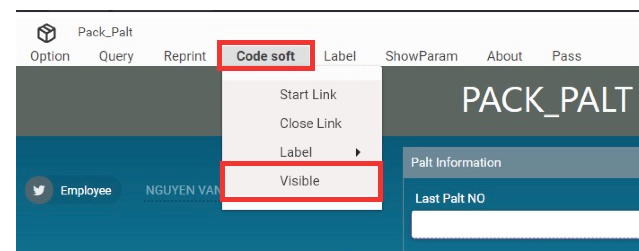 Pack_Palt
Option Query Reprint Code soft Label ShowParam About Pass
Start Link
PACK_PALT
Close Link
Label
Palt Information
Visible
Employee NGUYEN VAN
Last Palt NO